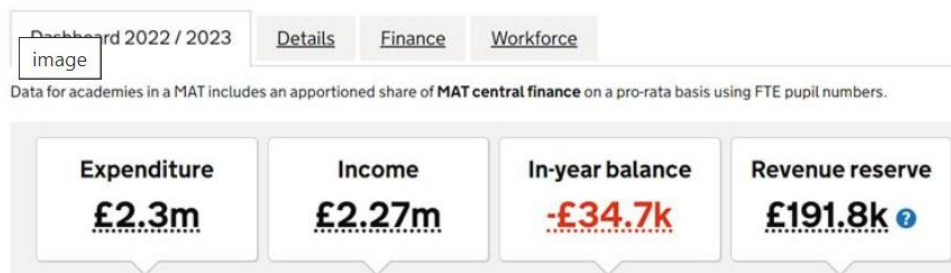 2022 / 2023 Details Finance Workforce
image
Data for academies in a MAT includes an apportioned share of MAT central finance on a pro-rata basis using FTE pupil numbers.
Expenditure Income In-year balance Revenue reserve
£2.3m £2.27m -£34.7k £191.8k ?